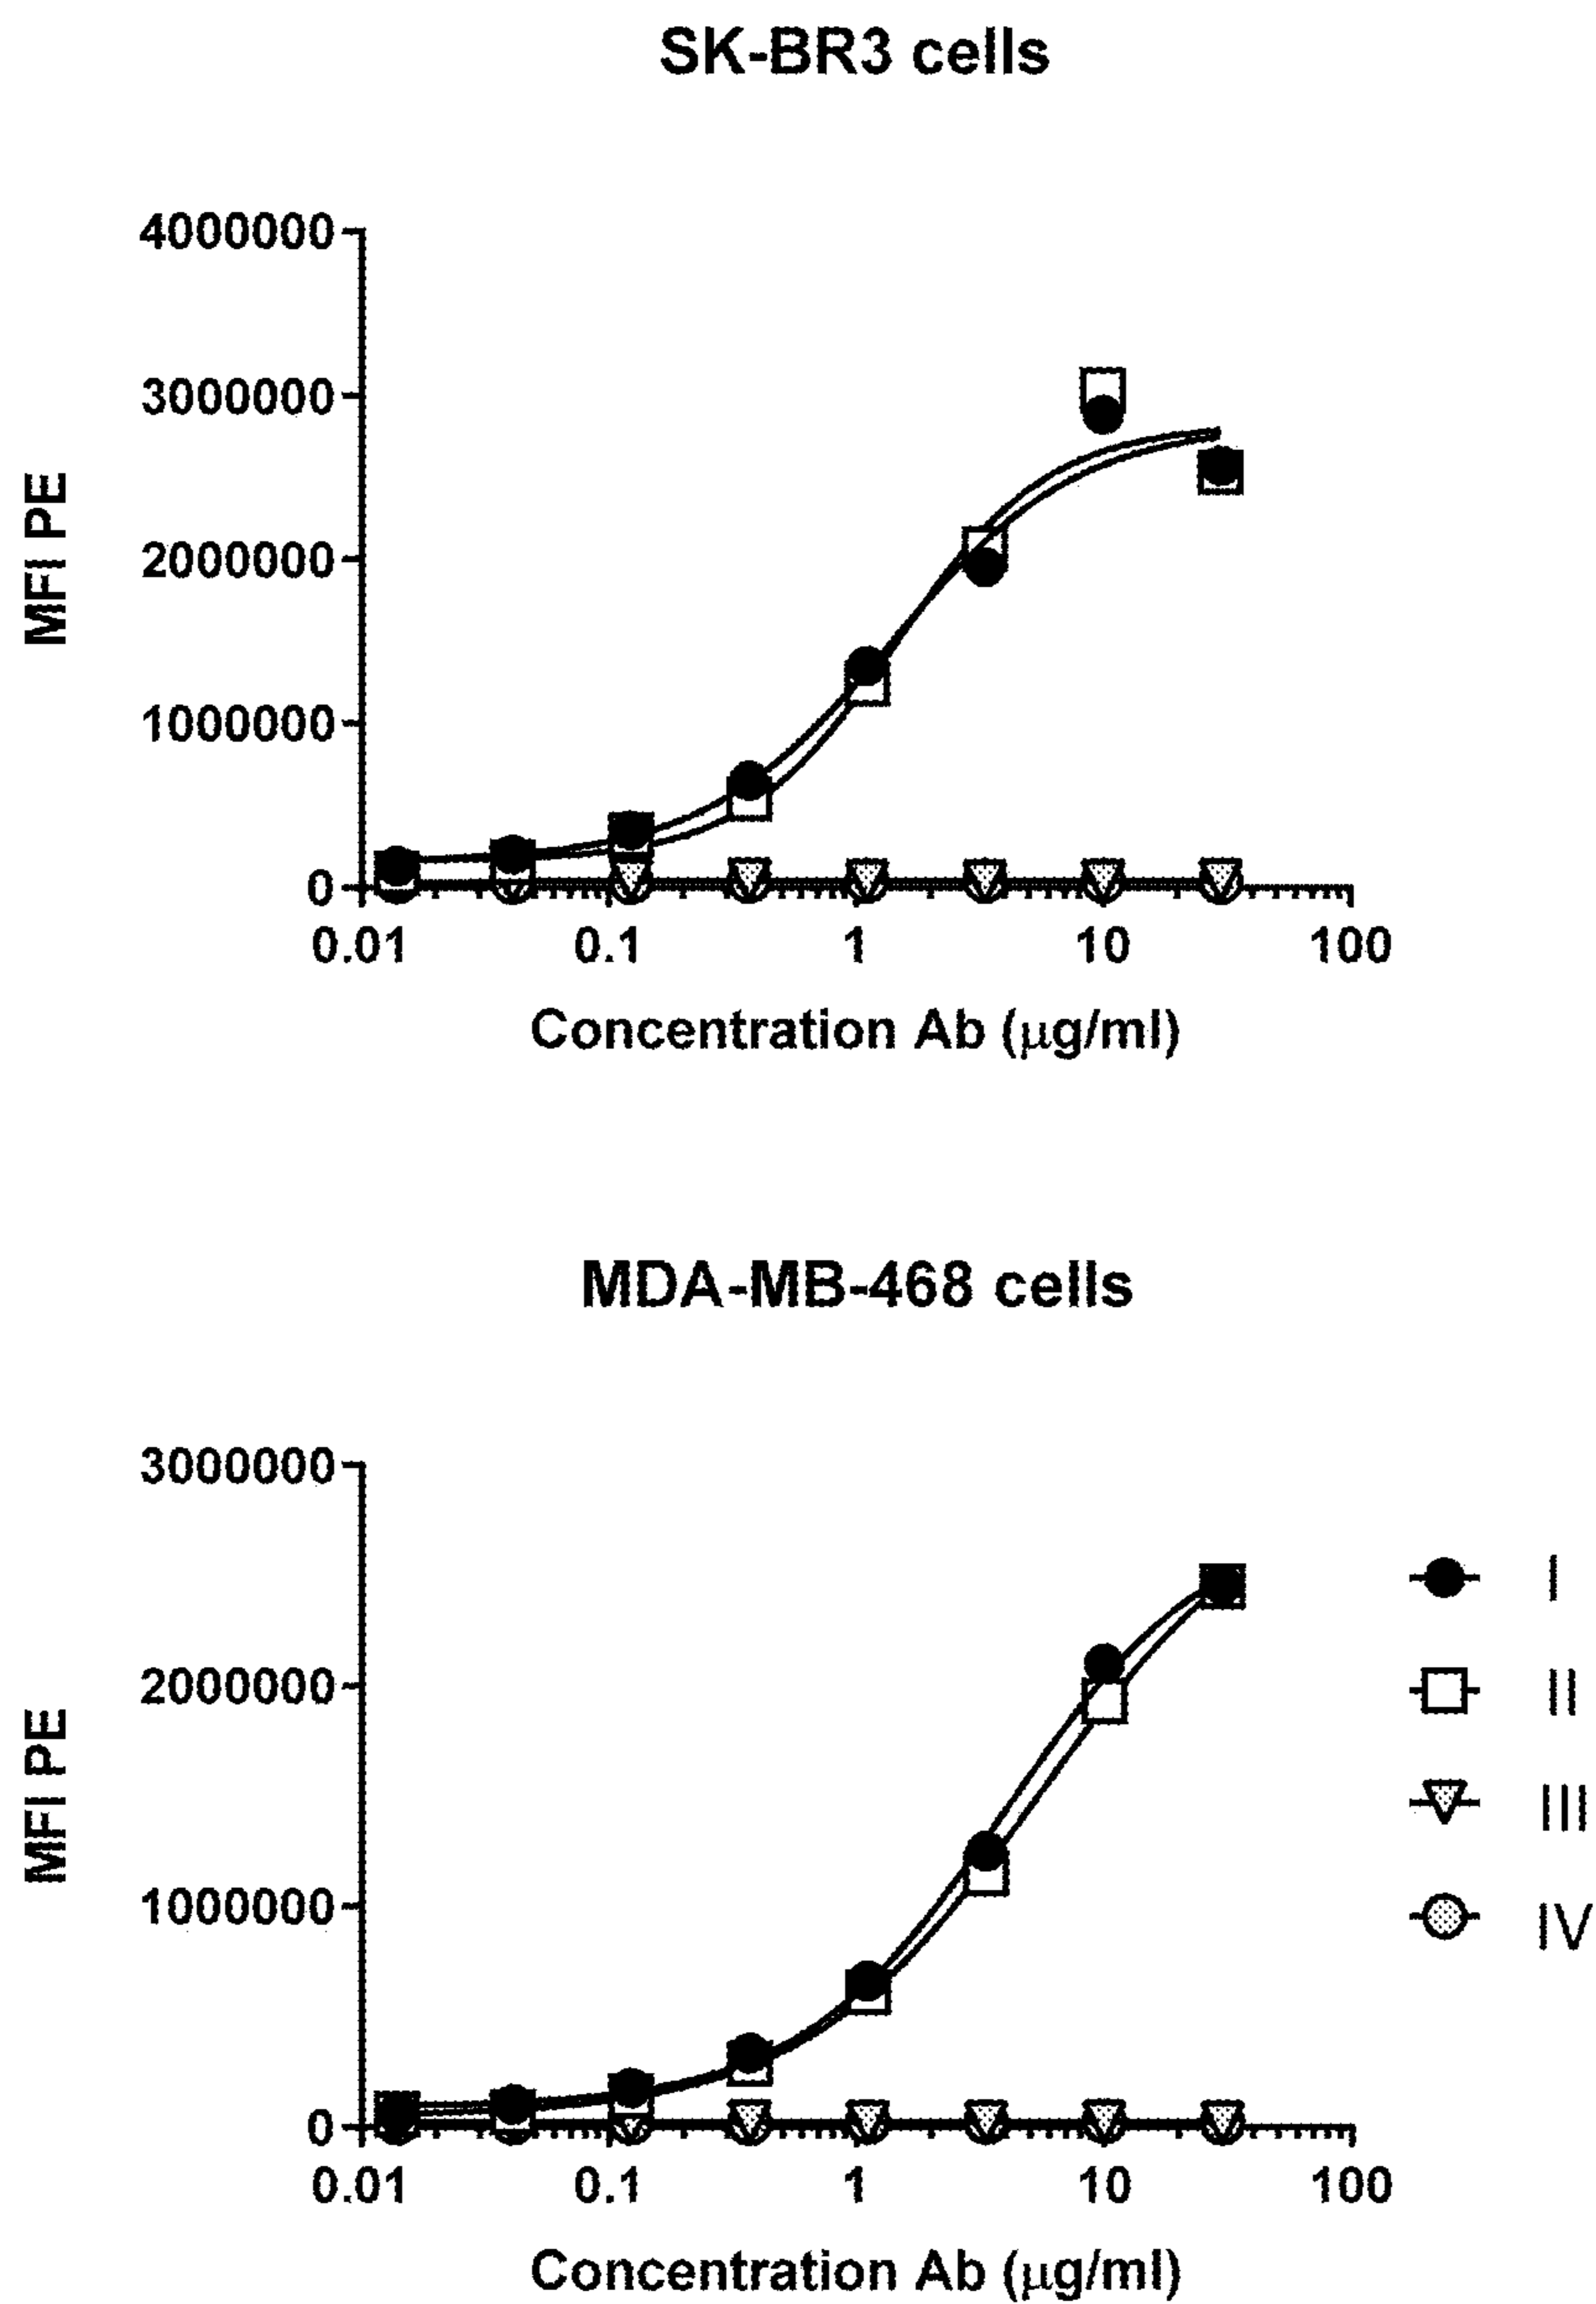 SK-BR3 cells
4000000
3000000
2000000
1000000
0
MFI PE
0.01 0.1 1 10 100
Concentration Ab (μg/ml)
MDA-MB-468 cells
3000000
2000000
1000000
0
MFI PE
0.01 0.1 1 10 100
Concentration Ab (μg/ml)
I
II
III
IV